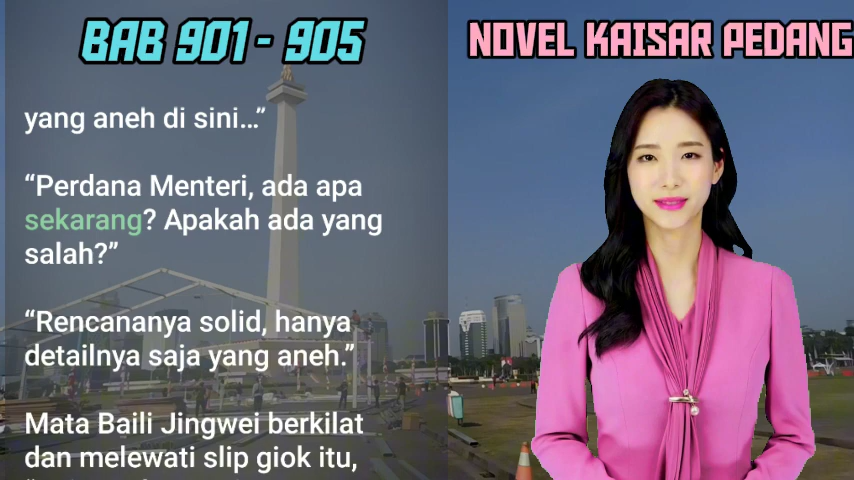 BAB 901 - 905
NOVEL KAISAR PEDANG
yang aneh di sini…”
“Perdana Menteri, ada apa
sekarang? Apakah ada yang
salah?”
“Rencananya solid, hanya
detailnya saja yang aneh.”
Mata Baili Jingwei berkilat
dan melewati slip giok itu,